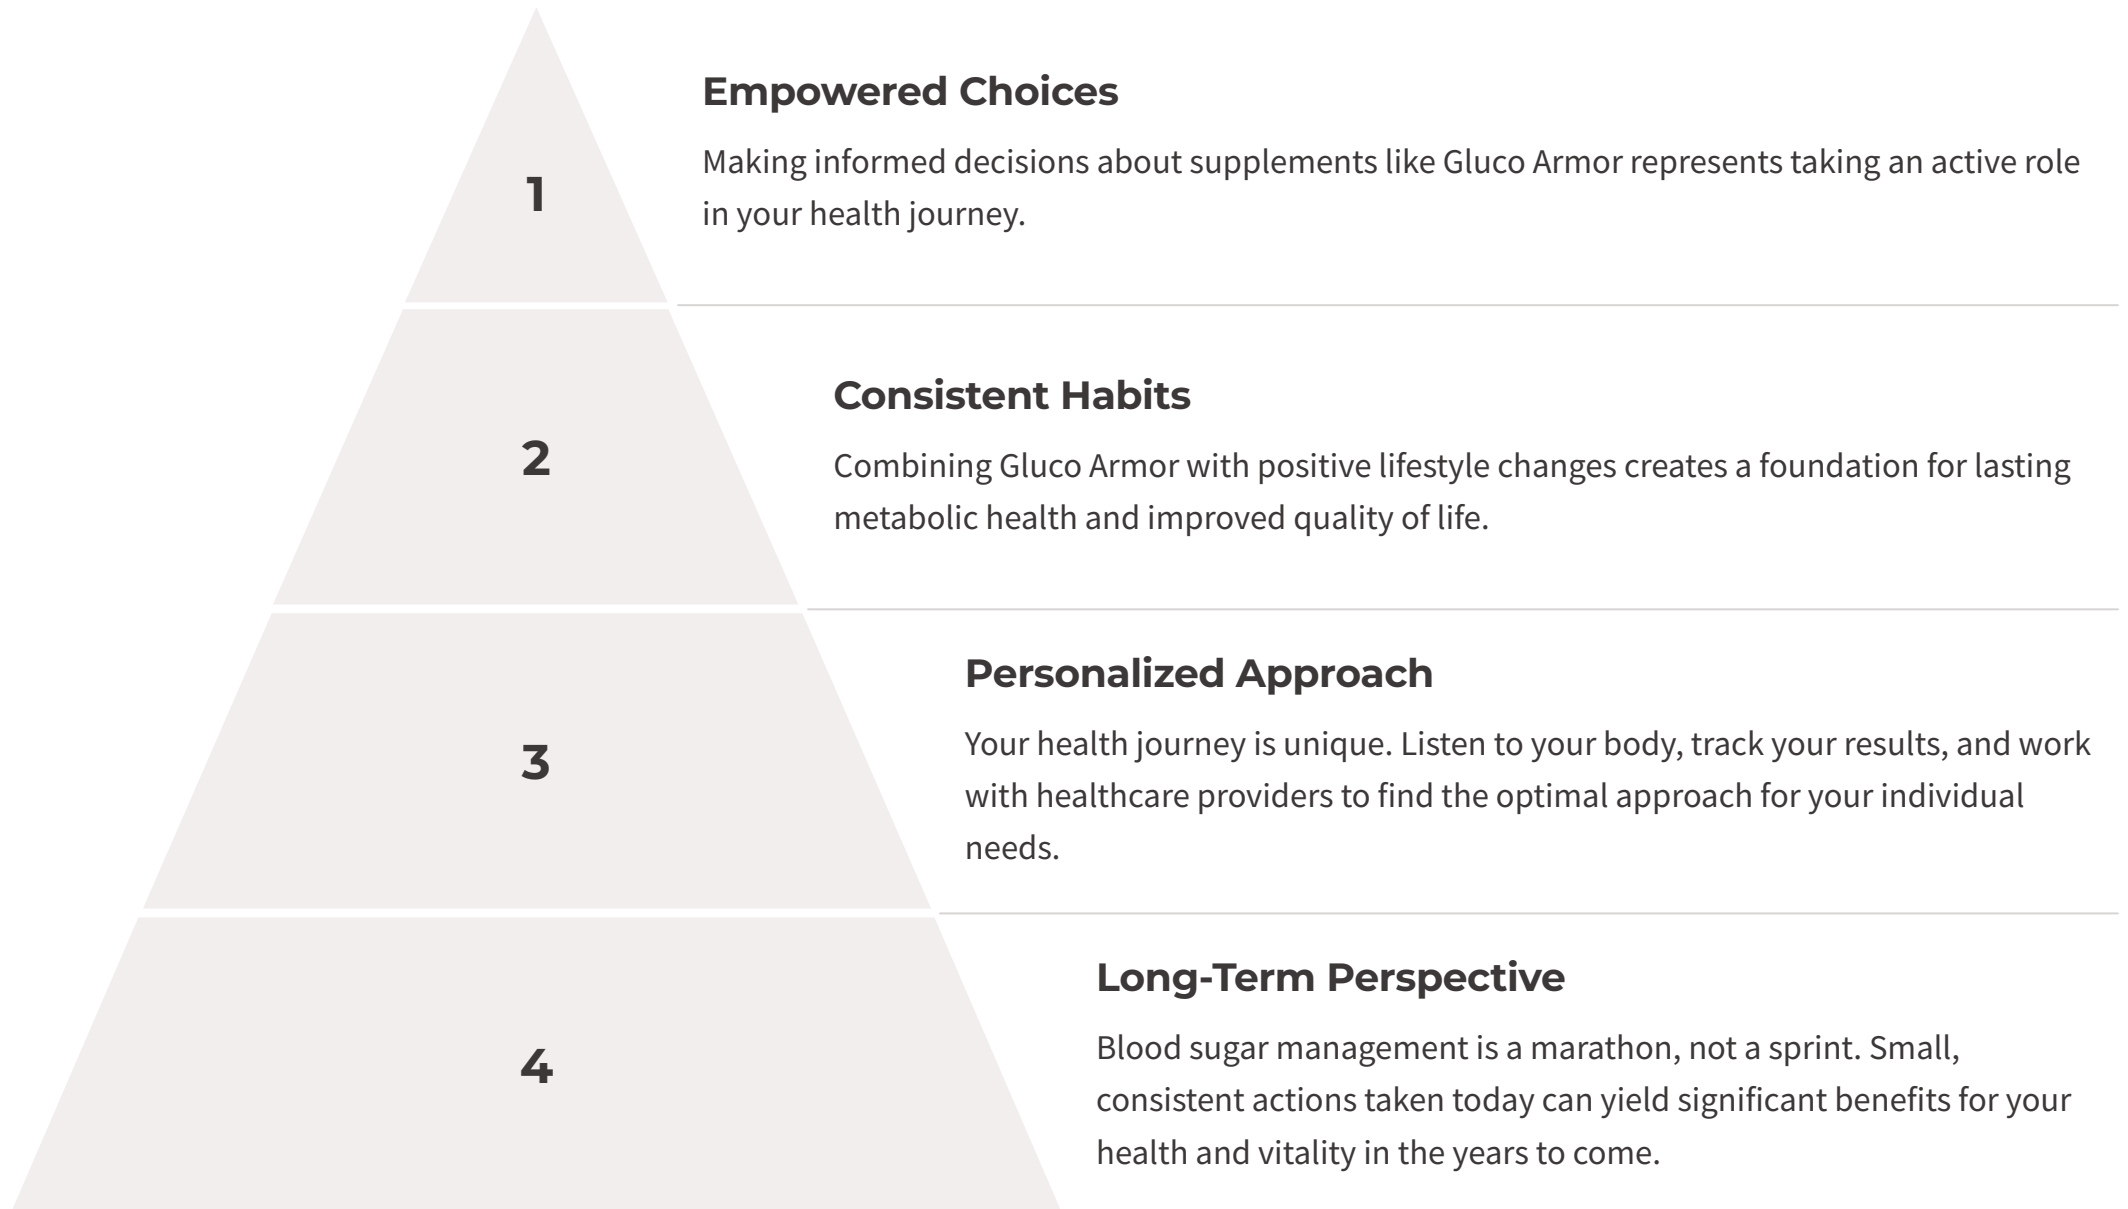 Empowered Choices
1
Making informed decisions about supplements like Gluco Armor represents taking an active role
in your health journey.
Consistent Habits
2
Combining Gluco Armor with positive lifestyle changes creates a foundation for lasting
metabolic health and improved quality of life.
Personalized Approach
3
Your health journey is unique. Listen to your body, track your results, and work
with healthcare providers to find the optimal approach for your individual
needs.
Long-Term Perspective
4
Blood sugar management is a marathon, not a sprint. Small,
consistent actions taken today can yield significant benefits for your
health and vitality in the years to come.